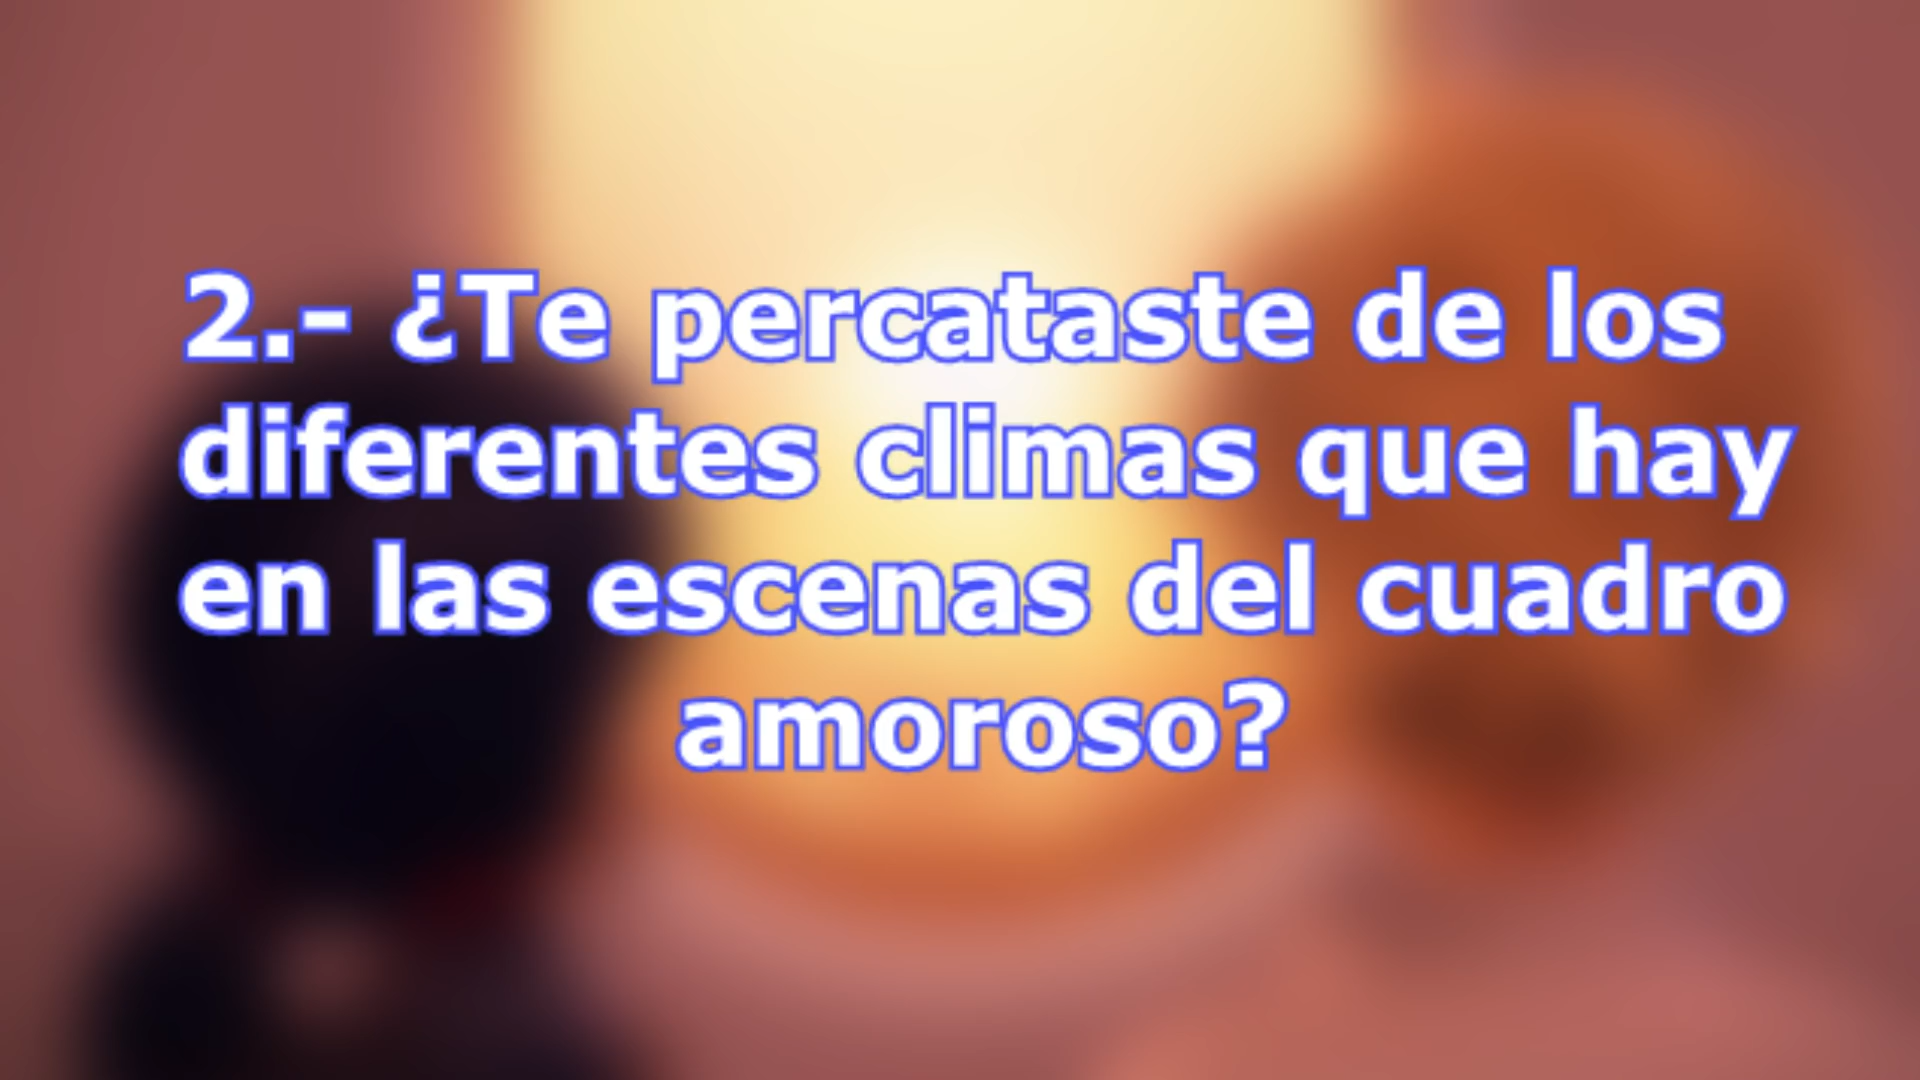 2.- ¿Te percataste de los
diferentes climas que hay
en las escenas del cuadro
amoroso?